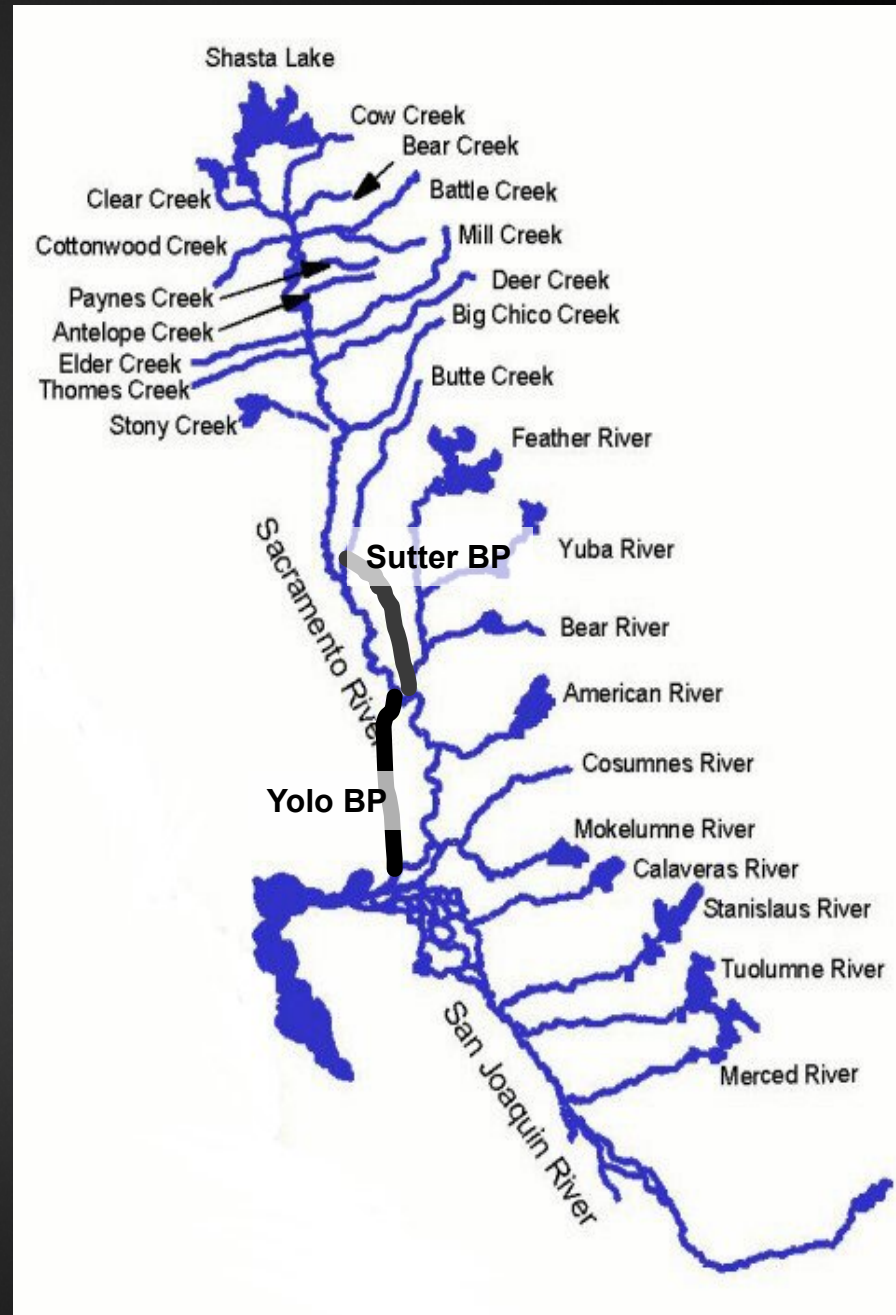 Shasta Lake
Cow Creek
Bear Creek
Clear Creek
Battle Creek
Cottonwood Creek
Mill Creek
Paynes Creek
Deer Creek
Antelope Creek
Big Chico Creek
Elder Creek
Thomes Creek
Butte Creek
Stony Creek
Feather River
Sacramento River
Sutter BP
Yuba River
Bear River
American River
Cosumnes River
Yolo BP
Mokelumne River
Calaveras River
Stanislaus River
Tuolumne River
San Joaquin River
Merced River